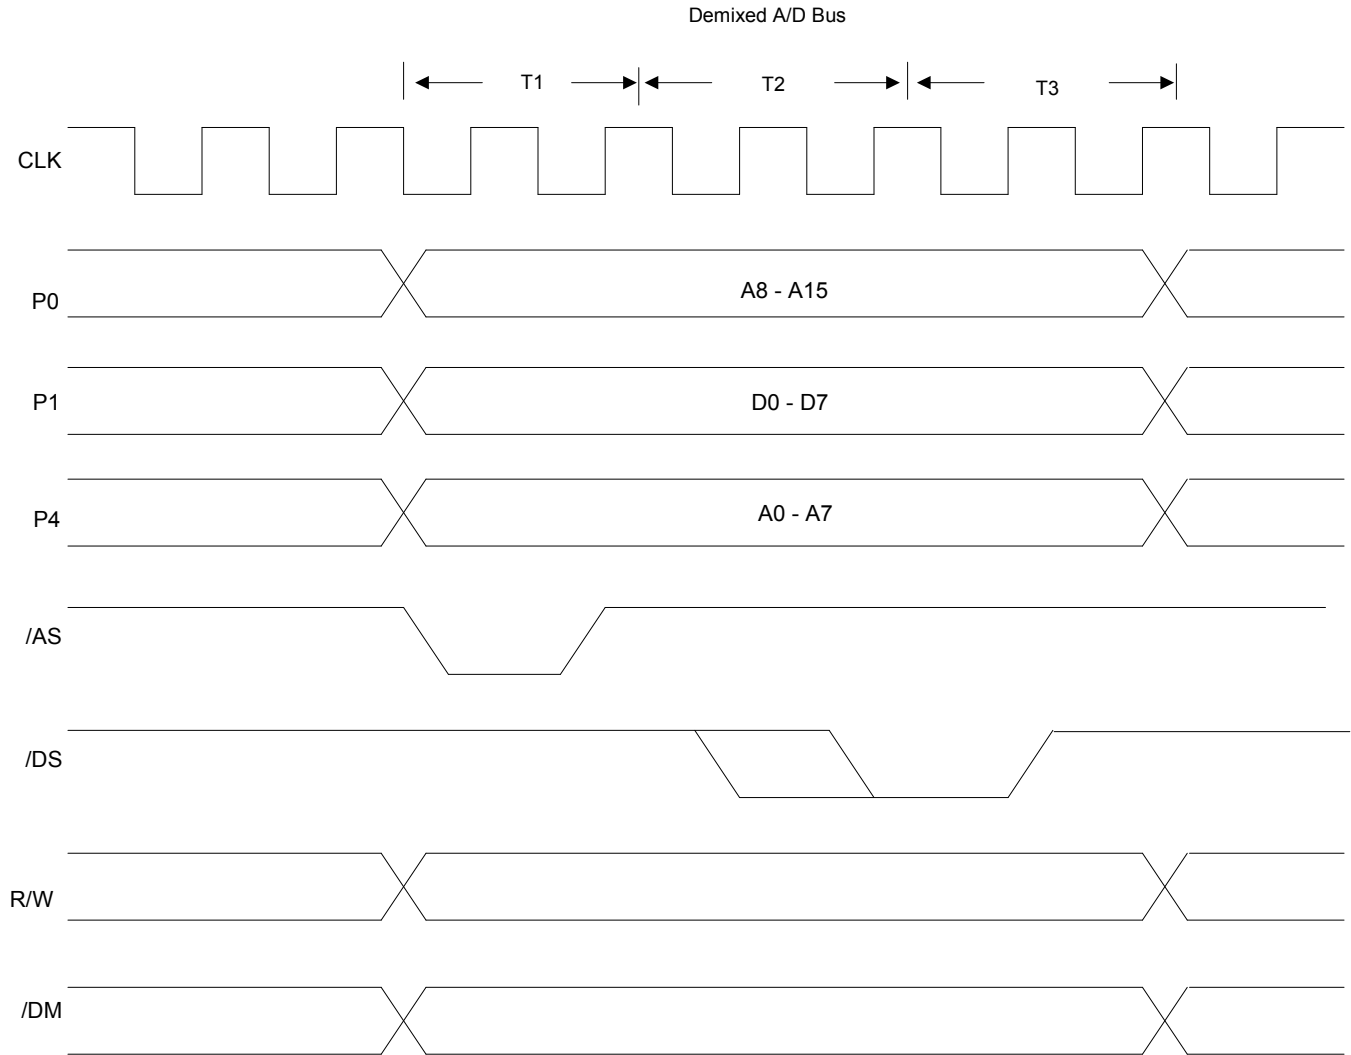 Demixed A/D Bus
T1
T2
T3
CLK
P0
A8 - A15
P1
D0 - D7
P4
A0 - A7
/AS
/DS
R/W
/DM